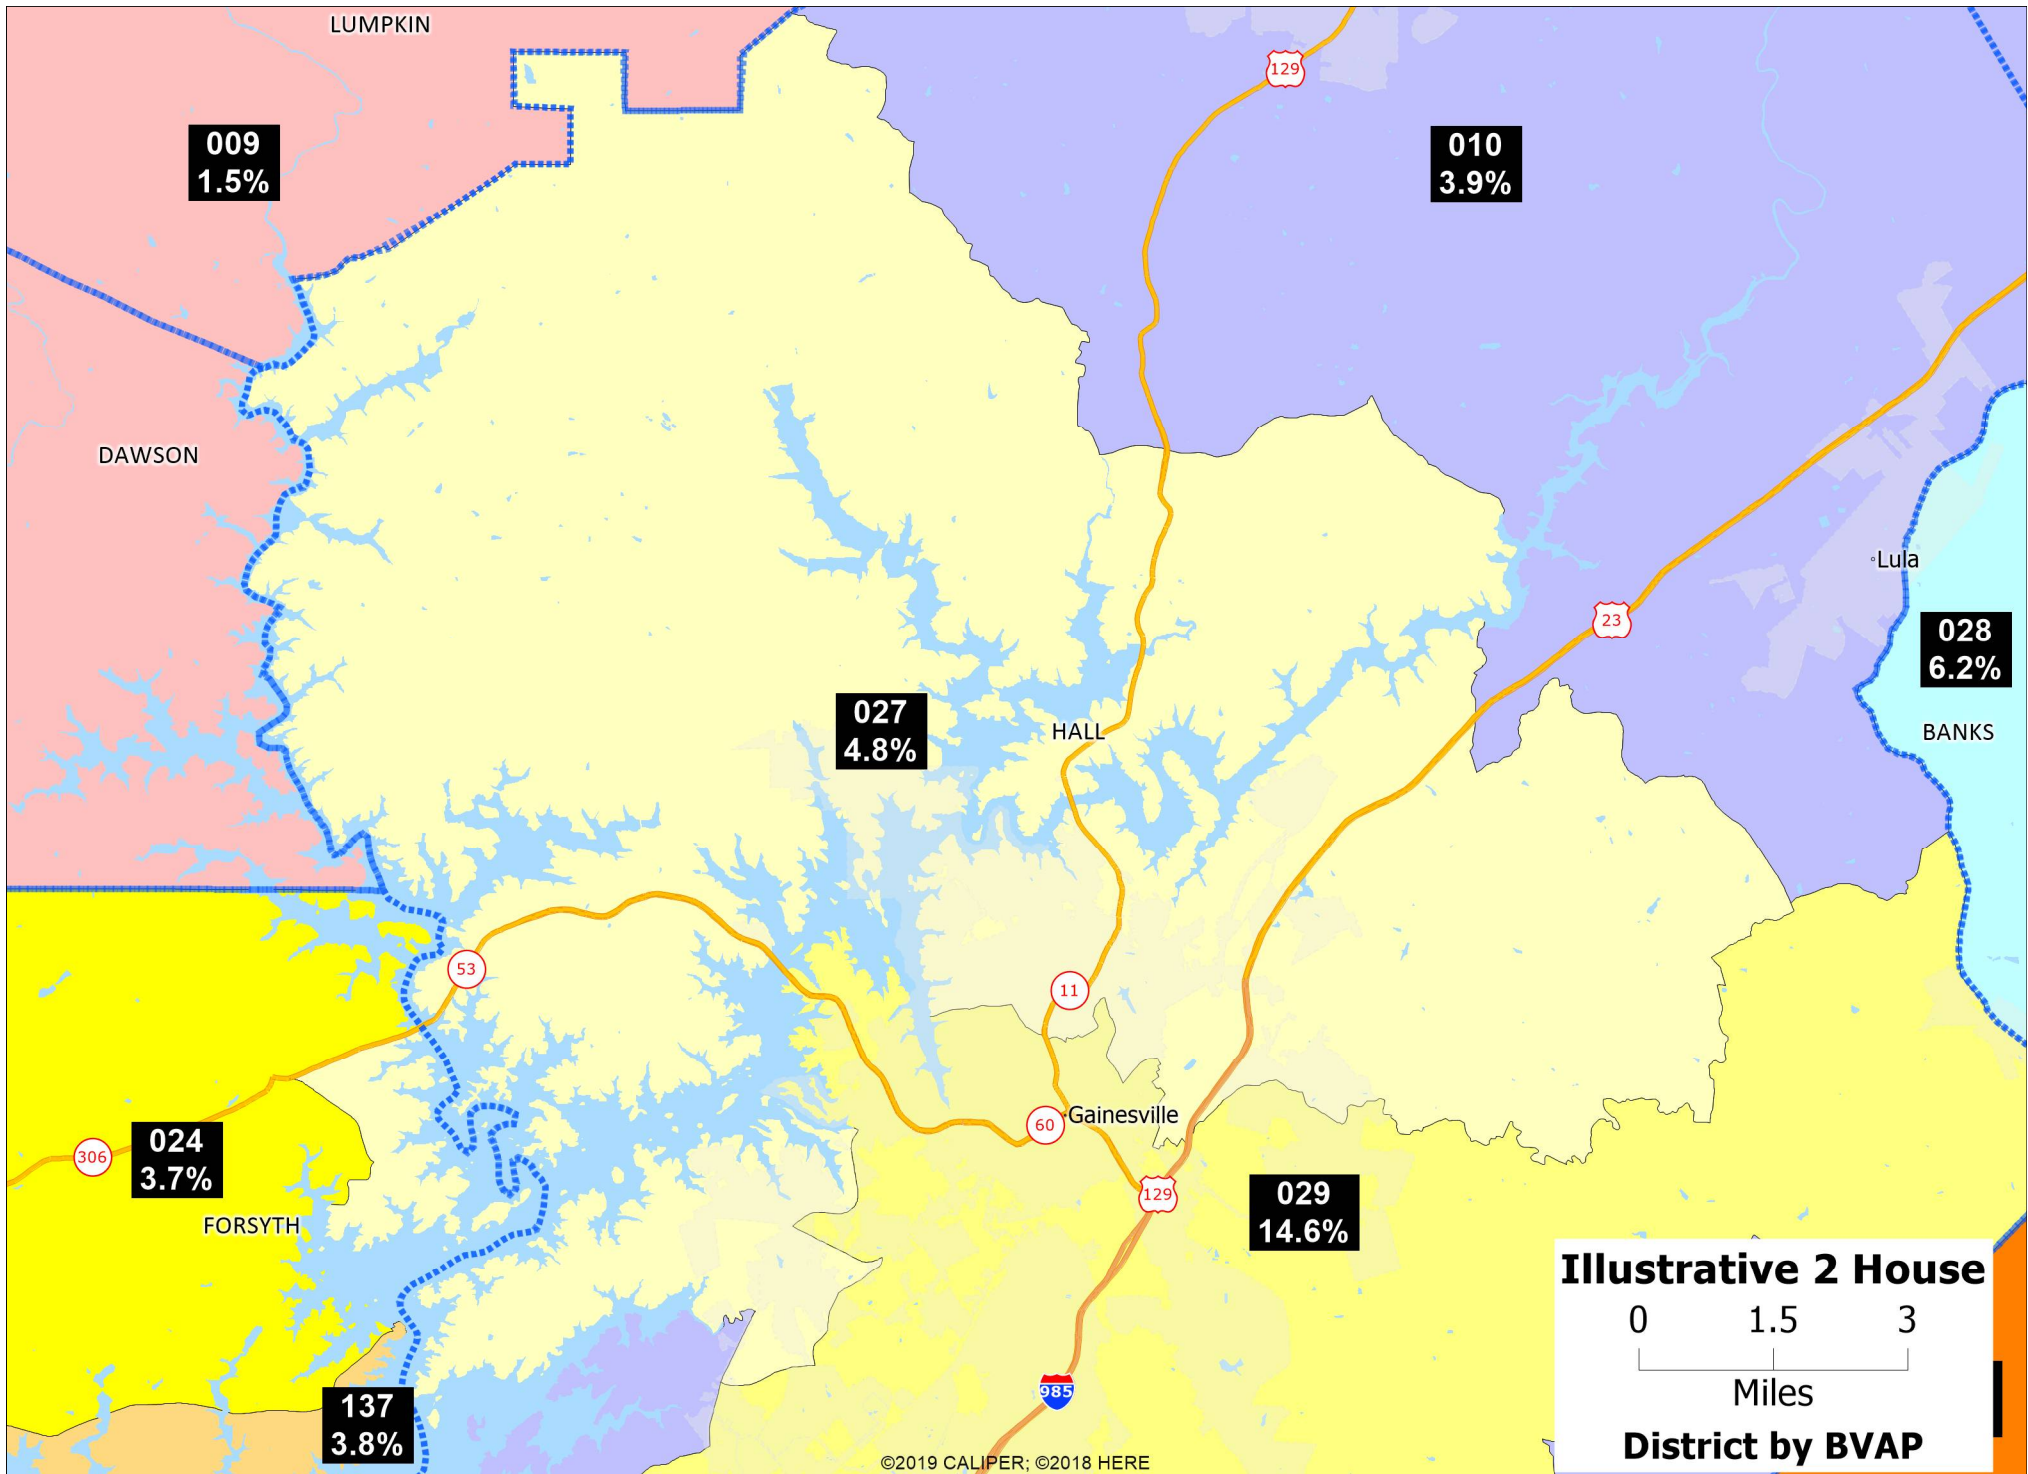 LUMPKIN
129
009
1.5%
010
3.9%
DAWSON
Lula
23
028
6.2%
027
4.8%
HALL
BANKS
53
11
Gainesville
60
306
024
3.7%
129
029
14.6%
FORSYTH
Illustrative 2 House
0 1.5 3
Miles
District by BVAP
985
137
3.8%
©2019 CALIPER; ©2018 HERE